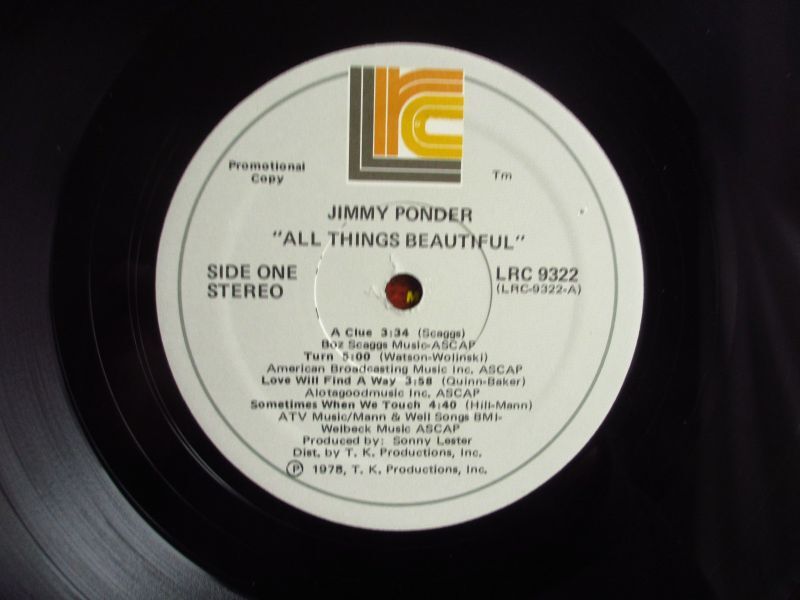 LRC
Promotional
Copy
Tm
JIMMY PONDER
"ALL THINGS BEAUTIFUL"
SIDE ONE
STEREO
LRC 9322
(LRC-9322-A)
A Clue 3:34 (Scaggs)
Boz Scaggs Music-ASCAP
Turn 5:00 (Watson-Wolinski)
American Broadcasting Music Inc. ASCAP
Love Will Find A Way 3:58 (Quinn-Baker)
Alotagoodmusic Inc. ASCAP
Sometimes When We Touch 4:40 (Hill-Mann)
ATV Music/Mann & Weil Songs BMI-
Welbeck Music ASCAP
Produced by: Sonny Lester
Dist. by T. K. Productions, Inc.
Ⓟ 1978, T. K. Productions, Inc.